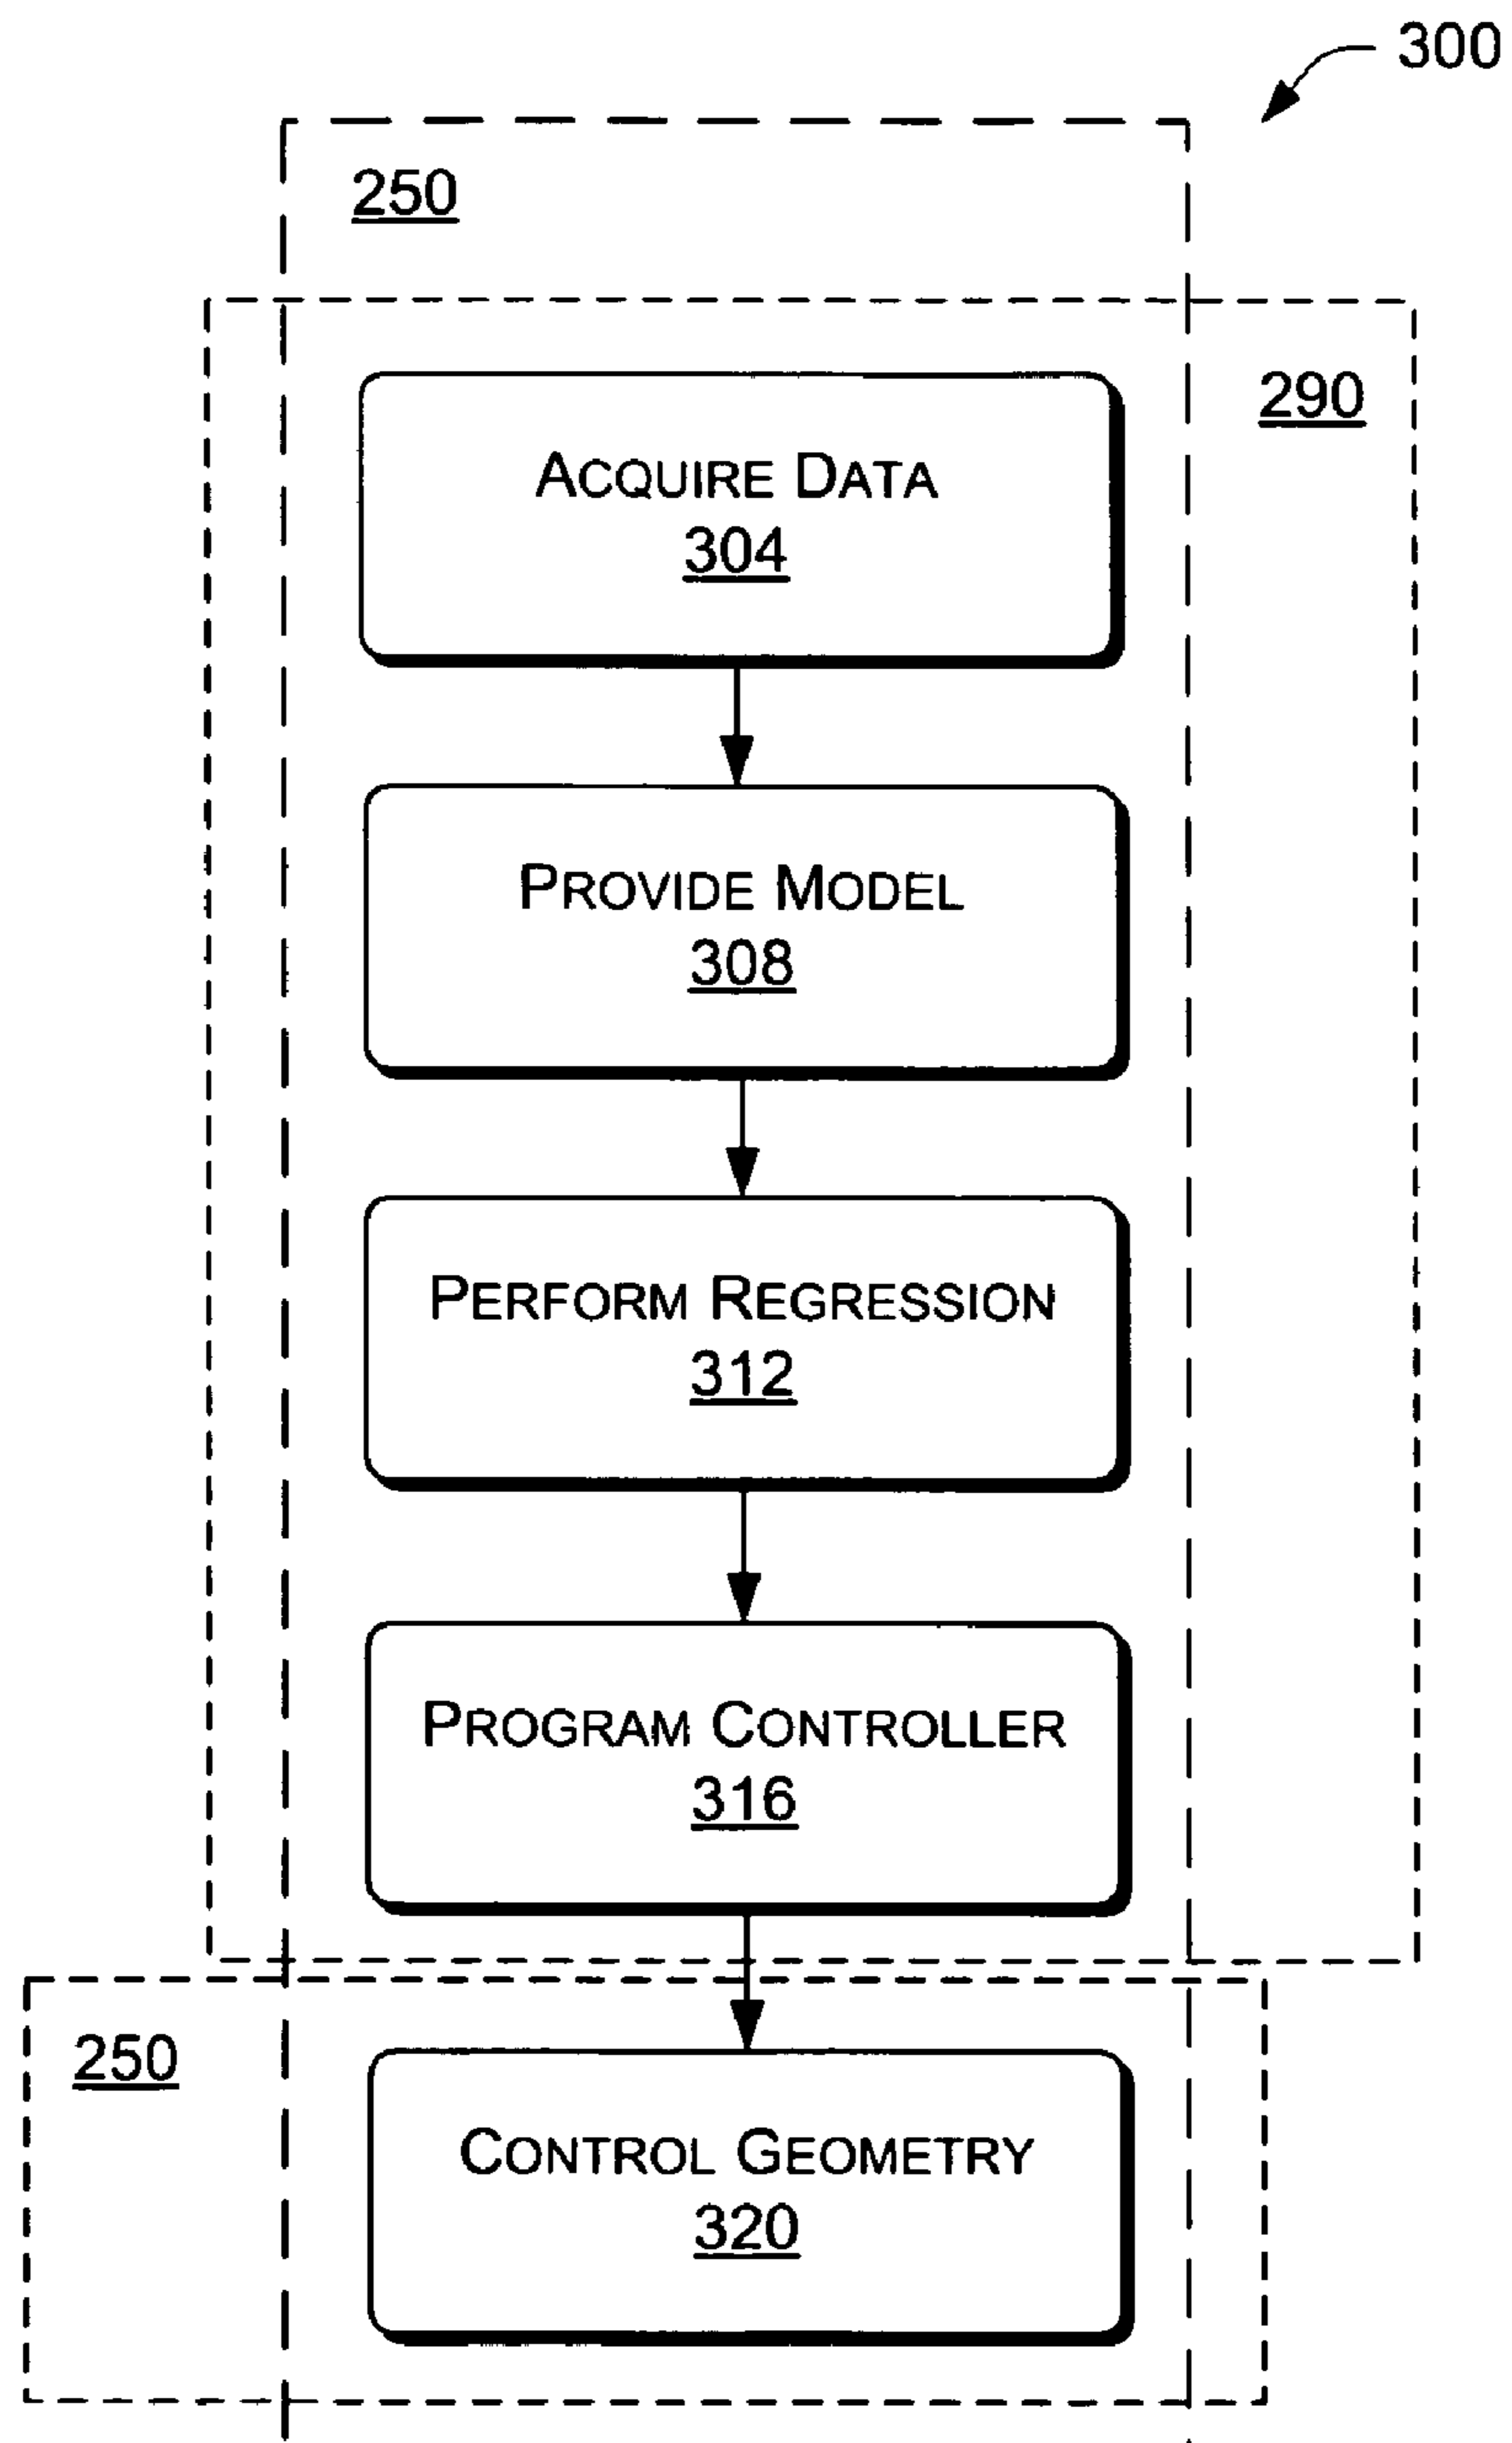 300
250
290
ACQUIRE DATA
304
PROVIDE MODEL
308
PERFORM REGRESSION
312
PROGRAM CONTROLLER
316
250
CONTROL GEOMETRY
320